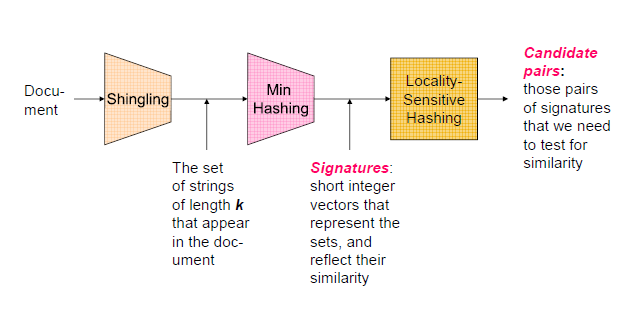 Docu-
ment
Shingling
The set
of strings
of length k
that appear
in the doc-
ument
Min
Hashing
Signatures:
short integer
vectors that
represent the
sets, and
reflect their
similarity
Locality-
Sensitive
Hashing
Candidate
pairs:
those pairs
of signatures
that we need
to test for
similarity